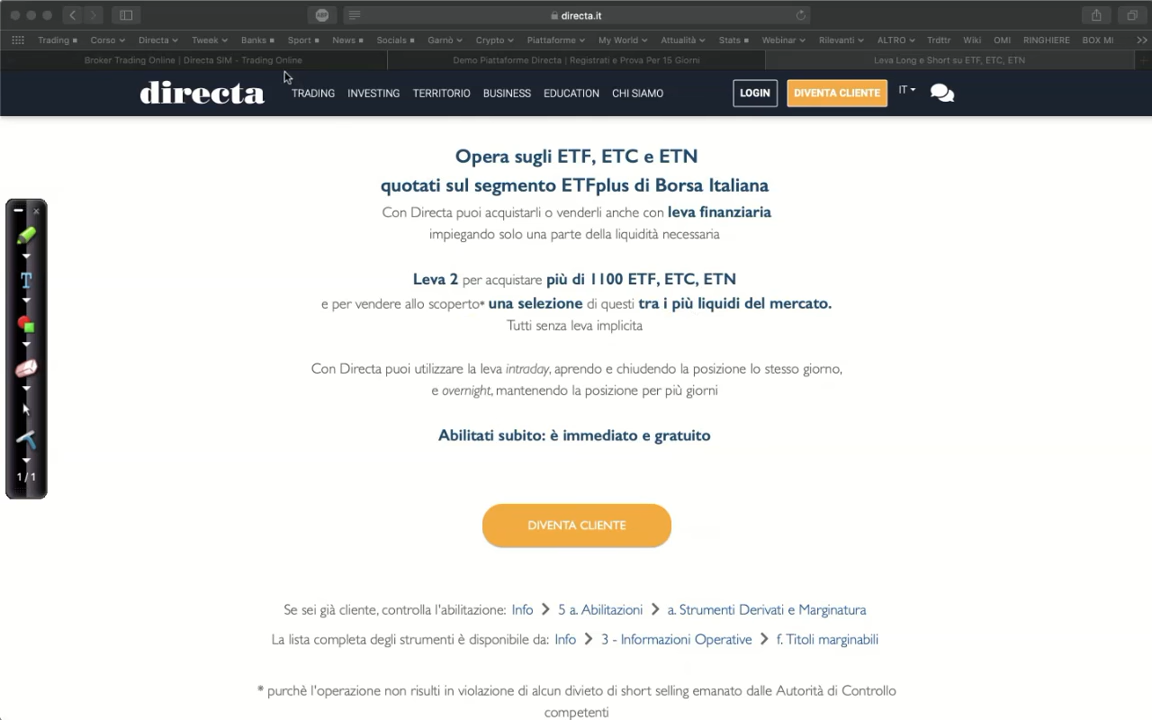 directa.it
Trading Corso Directa Tweek Banks Sport News Socials Garnò Crypto Piattaforme My World Attualità Stats Webinar Rilevanti ALTRO Trdttr Wiki OMI RINGHIERE BOX MI
Broker Trading Online | Directa SIM - Trading Online Demo Piattaforme Directa | Registrati e Prova Per 15 Giorni Leva Long e Short su ETF, ETC, ETN
directa TRADING INVESTING TERRITORIO BUSINESS EDUCATION CHI SIAMO LOGIN DIVENTA CLIENTE IT
Opera sugli ETF, ETC e ETN
quotati sul segmento ETFplus di Borsa Italiana
Con Directa puoi acquistarli o venderli anche con leva finanziaria
impiegando solo una parte della liquidità necessaria
Leva 2 per acquistare più di 1100 ETF, ETC, ETN
e per vendere allo scoperto* una selezione di questi tra i più liquidi del mercato.
Tutti senza leva implicita
Con Directa puoi utilizzare la leva intraday, aprendo e chiudendo la posizione lo stesso giorno,
e overnight, mantenendo la posizione per più giorni
Abilitati subito: è immediato e gratuito
DIVENTA CLIENTE
Se sei già cliente, controlla l'abilitazione: Info > 5 a. Abilitazioni > a. Strumenti Derivati e Marginatura
La lista completa degli strumenti è disponibile da: Info > 3 - Informazioni Operative > f. Titoli marginabili
* purchè l'operazione non risulti in violazione di alcun divieto di short selling emanato dalle Autorità di Controllo
competenti
T
1/1